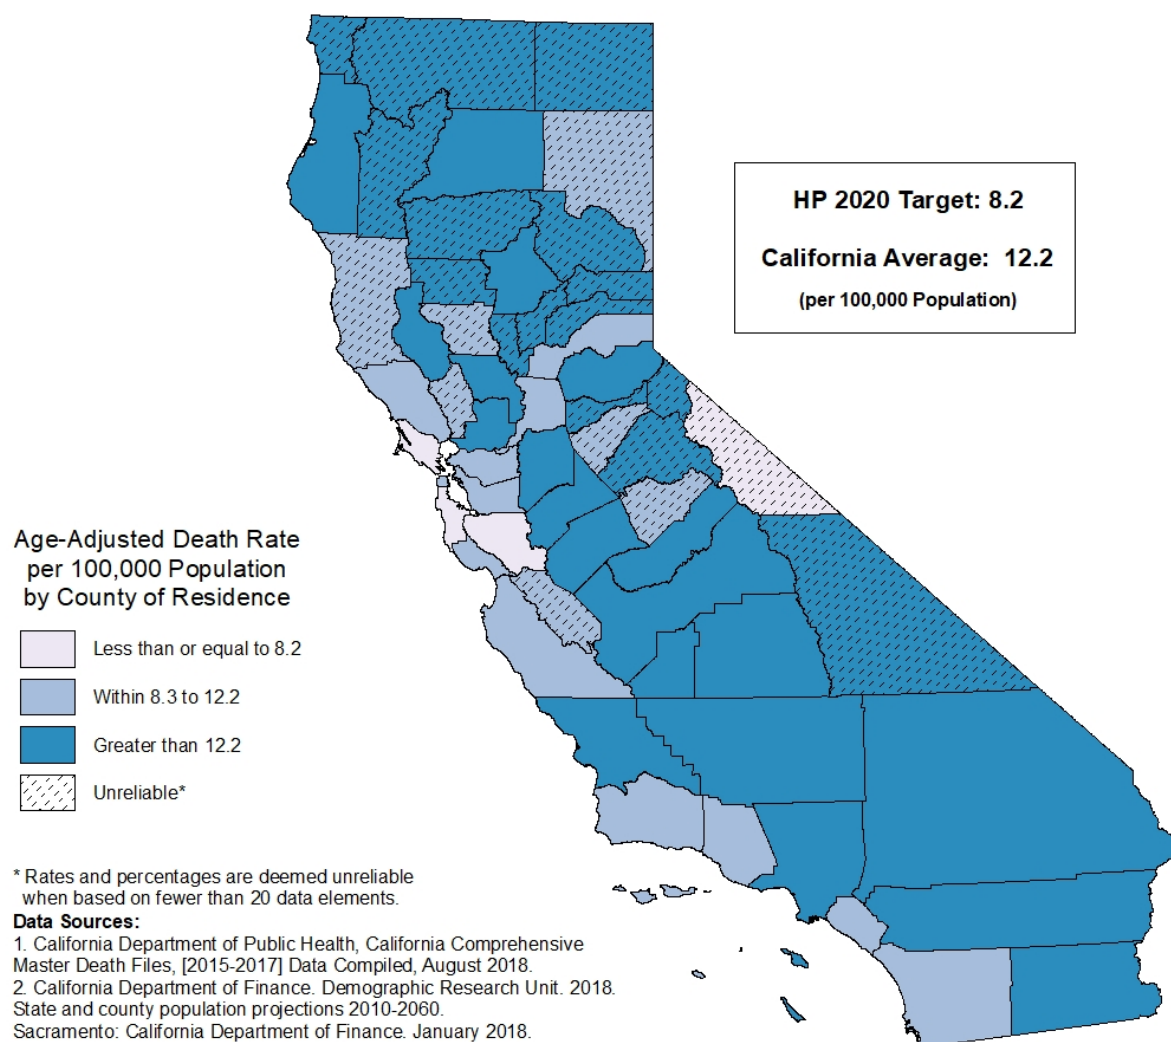 HP 2020 Target: 8.2
California Average: 12.2
(per 100,000 Population)
Age-Adjusted Death Rate
per 100,000 Population
by County of Residence
Less than or equal to 8.2
Within 8.3 to 12.2
Greater than 12.2
Unreliable*
* Rates and percentages are deemed unreliable
when based on fewer than 20 data elements.
Data Sources:
1. California Department of Public Health, California Comprehensive
Master Death Files, [2015-2017] Data Compiled, August 2018.
2. California Department of Finance. Demographic Research Unit. 2018.
State and county population projections 2010-2060.
Sacramento: California Department of Finance. January 2018.